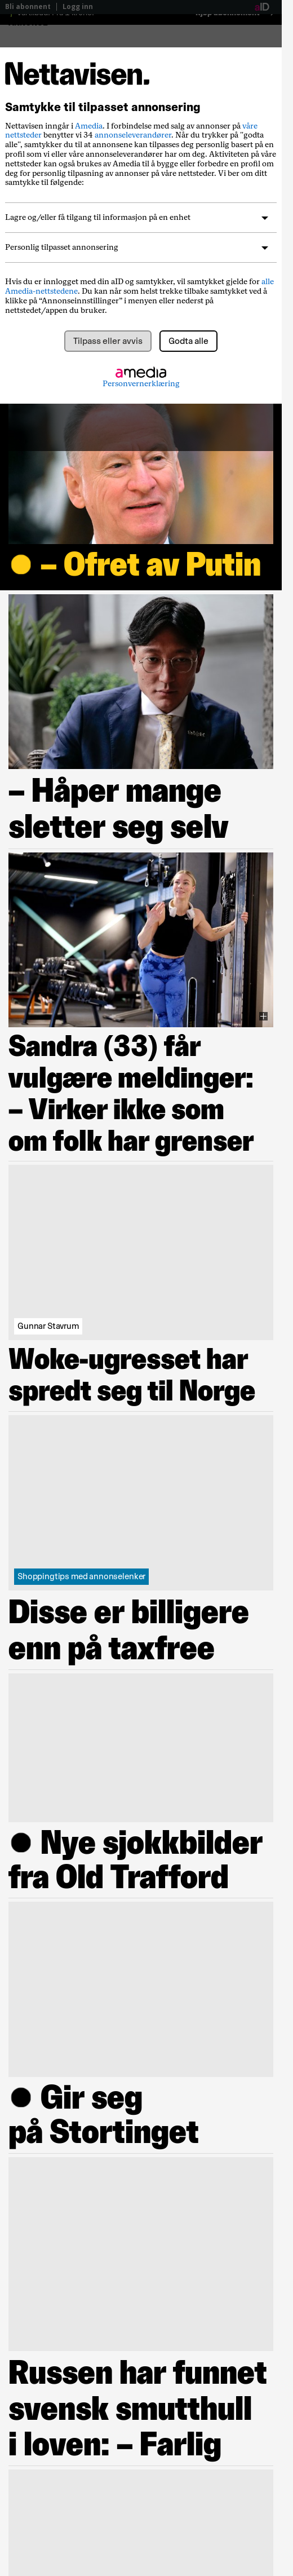 Bli abonnent | Logg inn
aID
Nettavisen.
Samtykke til tilpasset annonsering
Nettavisen inngår i Amedia. I forbindelse med salg av annonser på våre
nettsteder benytter vi 34 annonseleverandører. Når du trykker på "godta
alle", samtykker du til at annonsene kan tilpasses deg personlig basert på en
profil som vi eller våre annonseleverandører har om deg. Aktiviteten på våre
nettsteder kan også brukes av Amedia til å bygge eller forbedre en profil om
deg for personlig tilpasning av annonser på våre nettsteder. Vi ber om ditt
samtykke til følgende:
Lagre og/eller få tilgang til informasjon på en enhet
Personlig tilpasset annonsering
Hvis du er innlogget med din aID og samtykker, vil samtykket gjelde for alle
Amedia-nettstedene. Du kan når som helst trekke tilbake samtykket ved å
klikke på “Annonseinnstillinger” i menyen eller nederst på
nettstedet/appen du bruker.
Tilpass eller avvis
Godta alle
amedia
Personvernerklæring
– Ofret av Putin
– Håper mange
sletter seg selv
Sandra (33) får
vulgære meldinger:
– Virker ikke som
om folk har grenser
Gunnar Stavrum
Woke-ugresset har
spredt seg til Norge
Shoppingtips med annonselenker
Disse er billigere
enn på taxfree
Nye sjokkbilder
fra Old Trafford
Gir seg
på Stortinget
Russen har funnet
svensk smutthull
i loven: – Farlig